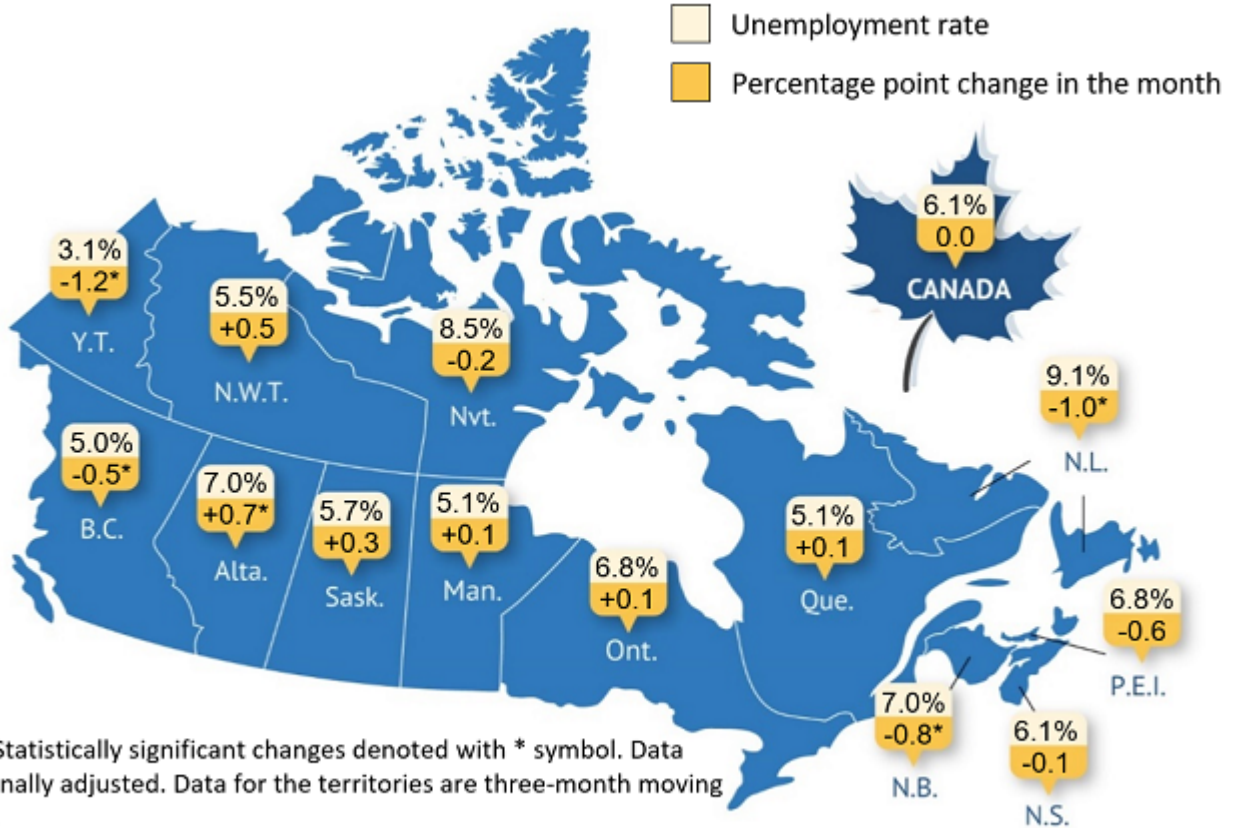 Unemployment rate
Percentage point change in the month
6.1%
0.0
CANADA
3.1%
-1.2*
Y.T.
5.5%
+0.5
N.W.T.
8.5%
-0.2
Nvt.
9.1%
-1.0*
N.L.
5.0%
-0.5*
B.C.
7.0%
+0.7*
Alta.
5.7%
+0.3
Sask.
5.1%
+0.1
Man.
6.8%
+0.1
Ont.
5.1%
+0.1
Que.
6.8%
-0.6
P.E.I.
7.0%
-0.8*
N.B.
6.1%
-0.1
N.S.
Statistically significant changes denoted with * symbol. Data
nally adjusted. Data for the territories are three-month moving